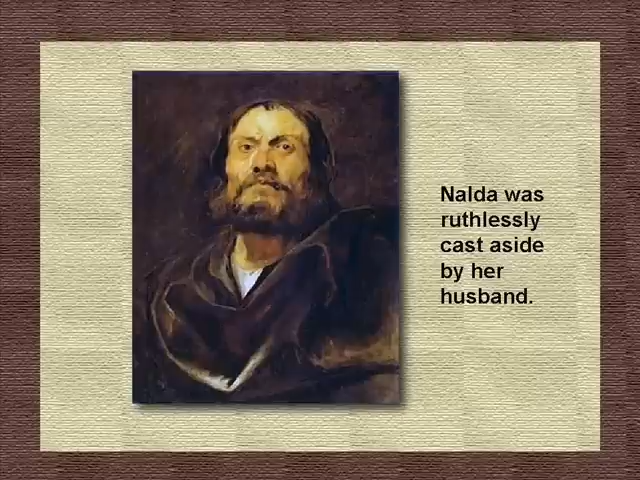 Nalda was
ruthlessly
cast aside
by her
husband.